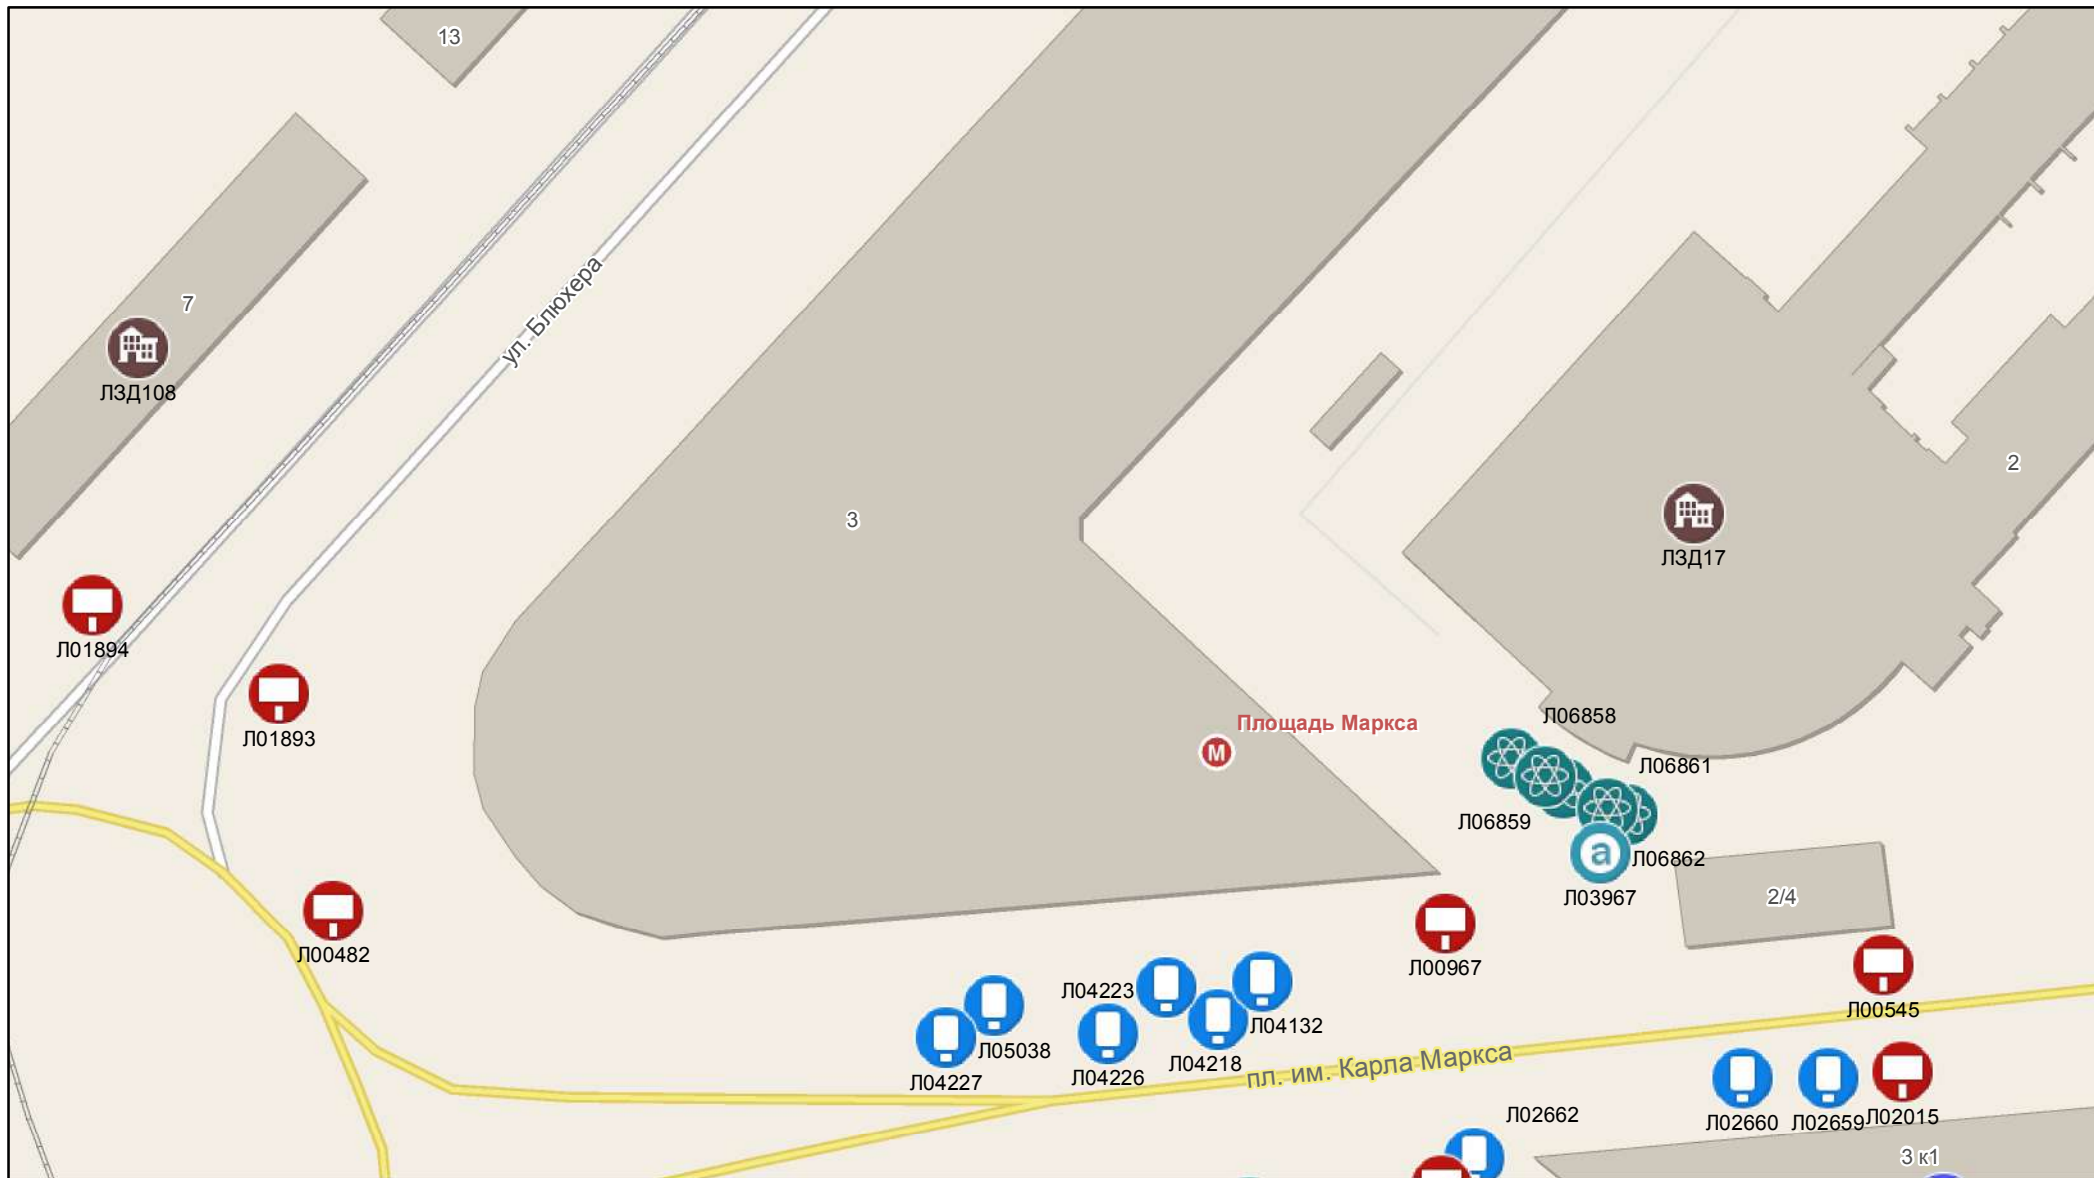 13
7
ул. Блюхера
ЛЗД108
3
2
ЛЗД17
Л01894
Л01893
Площадь Маркса
М
Л06858
Л06861
Л06859
Л06862
a
Л03967
2/4
Л00482
Л00967
Л00545
Л04223
Л04132
Л05038
Л04218
Л04227
Л04226
пл. им. Карла Маркса
Л02662
Л02660
Л02659
Л02015
3 к1